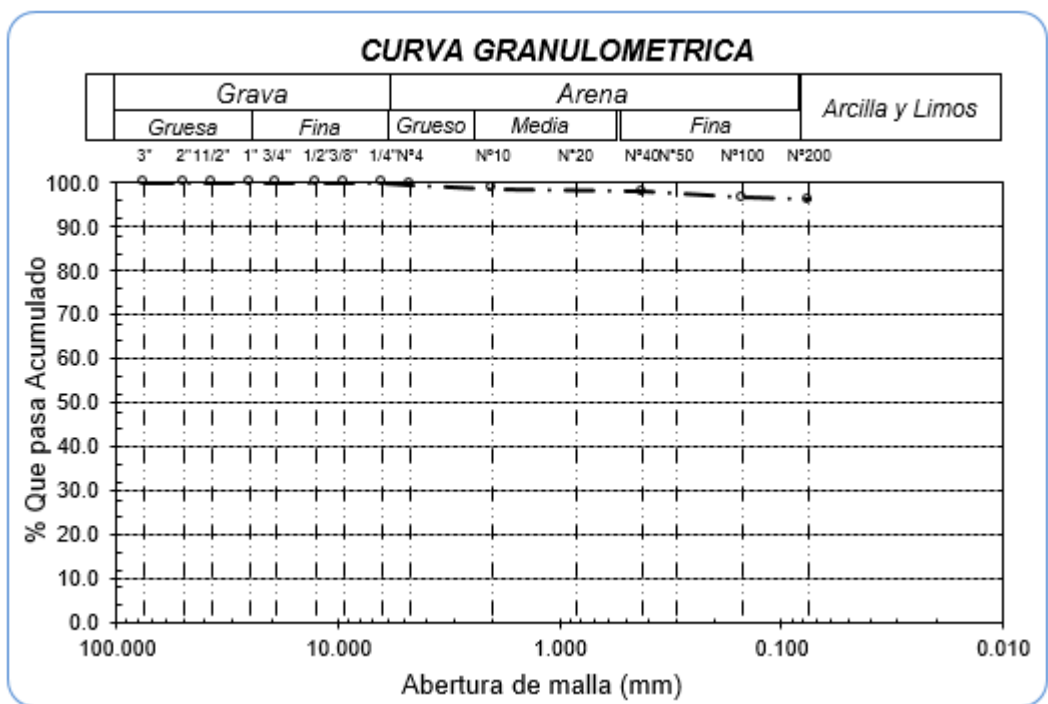 CURVA GRANULOMETRICA
Grava Arena Arcilla y Limos
Gruesa Fina Grueso Media Fina
3" 2" 11/2" 1" 3/4" 1/2" 3/8" 1/4" Nº4 Nº10 N°20 Nº40 N°50 Nº100 Nº200
100.0
90.0
80.0
70.0
60.0
50.0
40.0
30.0
20.0
10.0
0.0
% Que pasa Acumulado
100.000 10.000 1.000 0.100 0.010
Abertura de malla (mm)